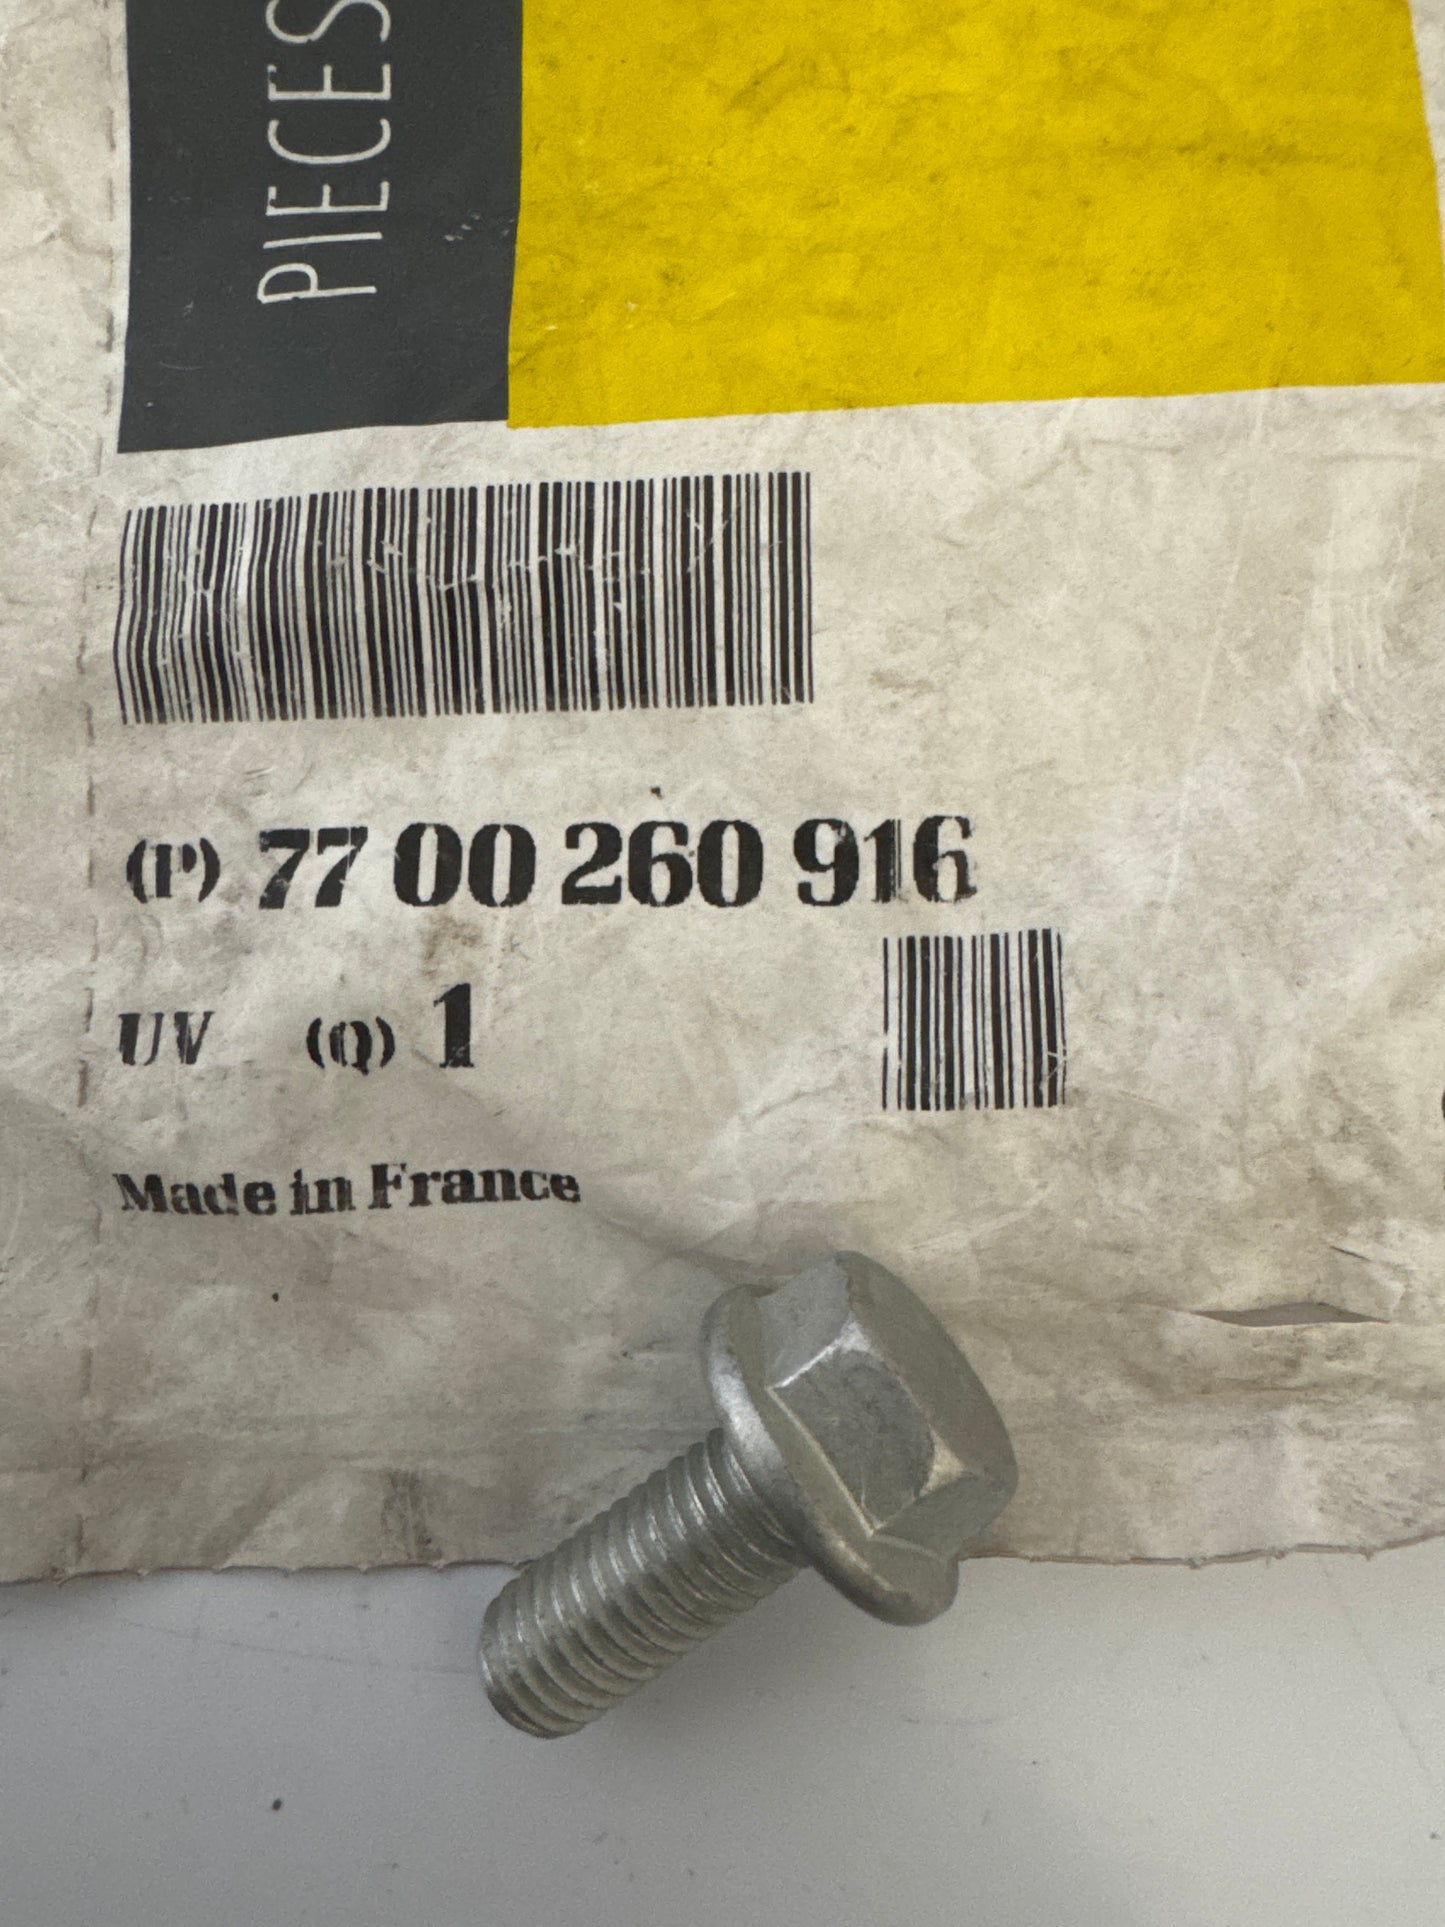 PIECES
(P) 77 00 260 916
UV (Q) 1
Made in France